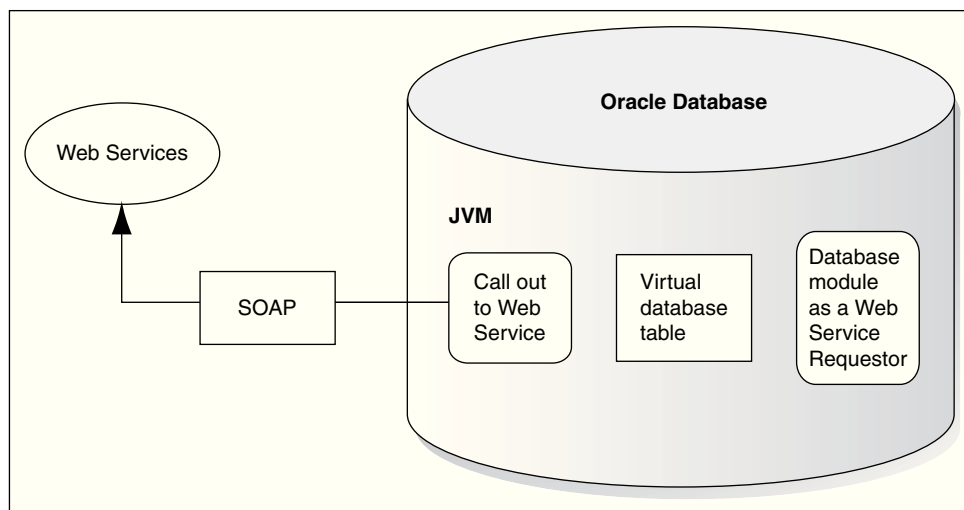 Oracle Database
Web Services
JVM
SOAP
Call out
to Web
Service
Virtual
database
table
Database
module
as a Web
Service
Requestor